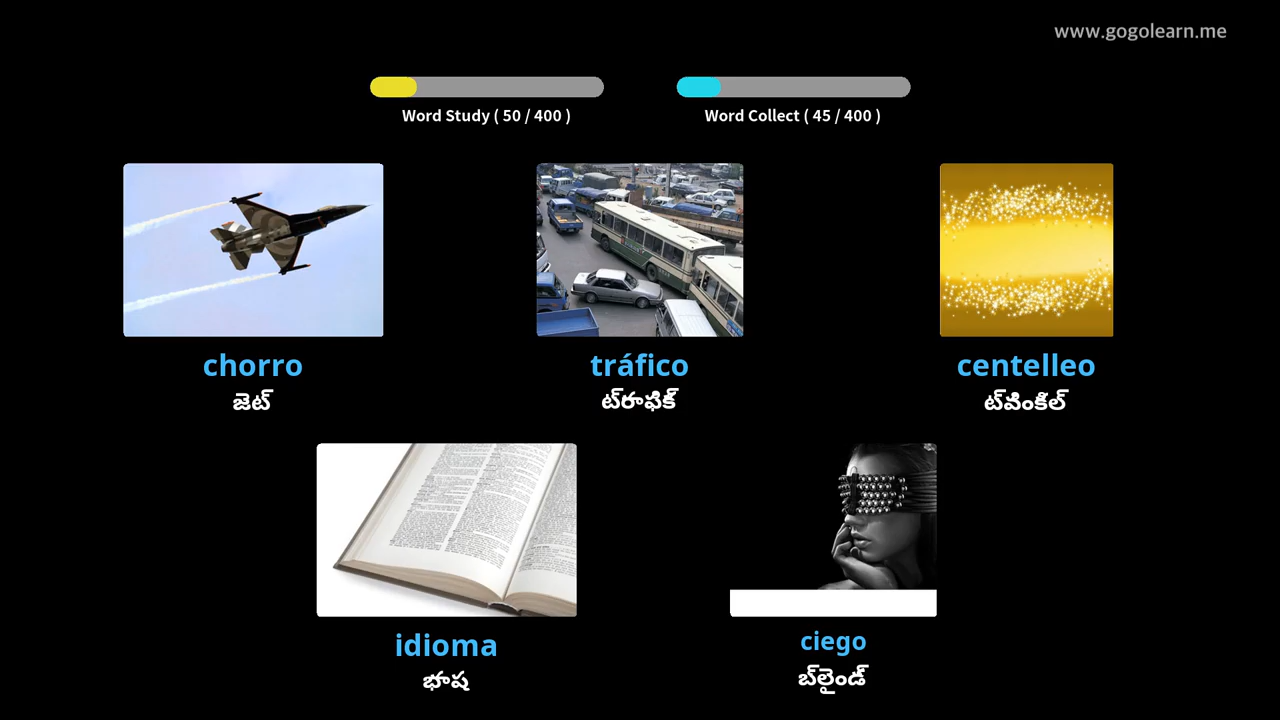 www.gogolearn.me
Word Study ( 50 / 400 )
Word Collect ( 45 / 400 )
chorro
జెట్
tráfico
ట్రాఫిక్
centelleo
ట్వింకిల్
idioma
భాష
ciego
బ్లైండ్